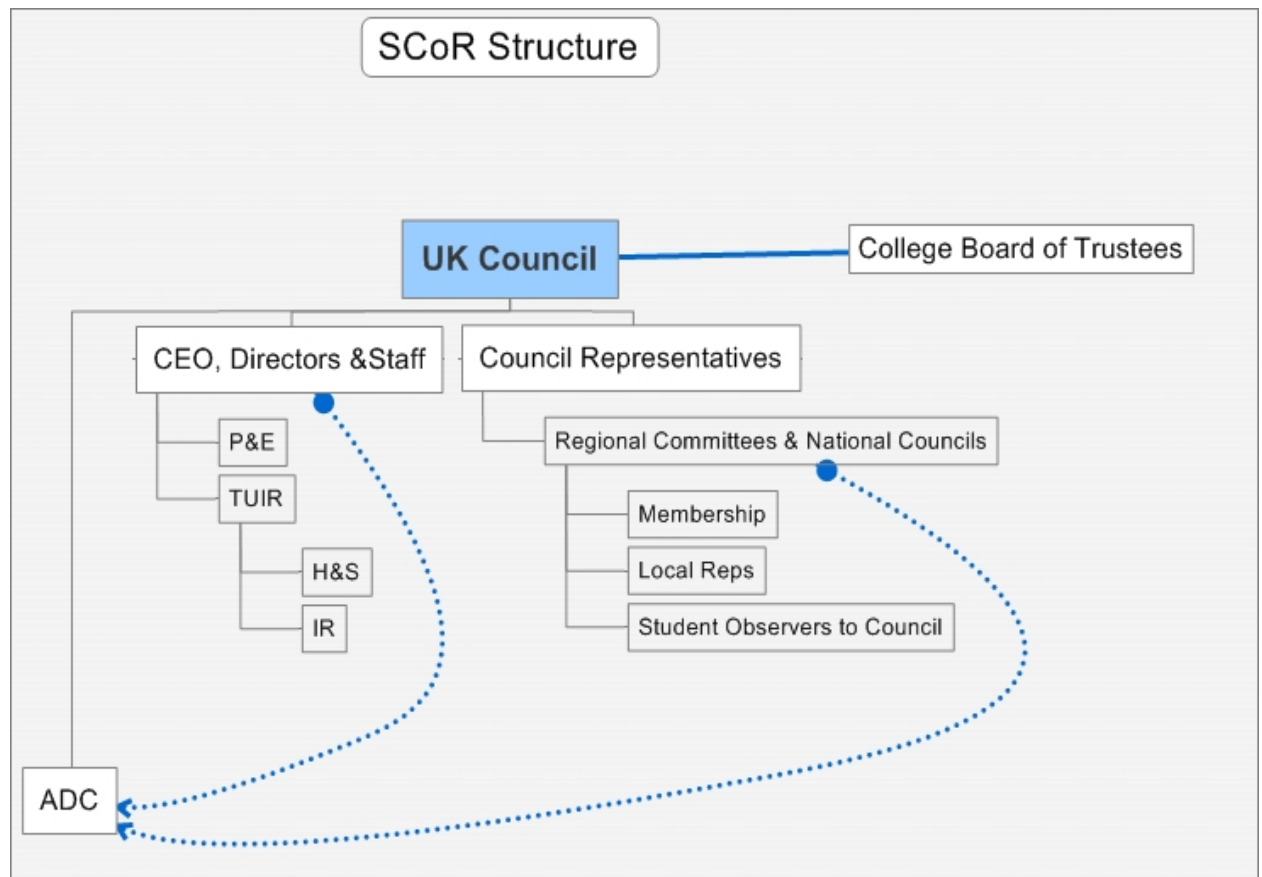 SCoR Structure
UK Council
College Board of Trustees
CEO, Directors &Staff
Council Representatives
P&E
TUIR
H&S
IR
Regional Committees & National Councils
Membership
Local Reps
Student Observers to Council
ADC